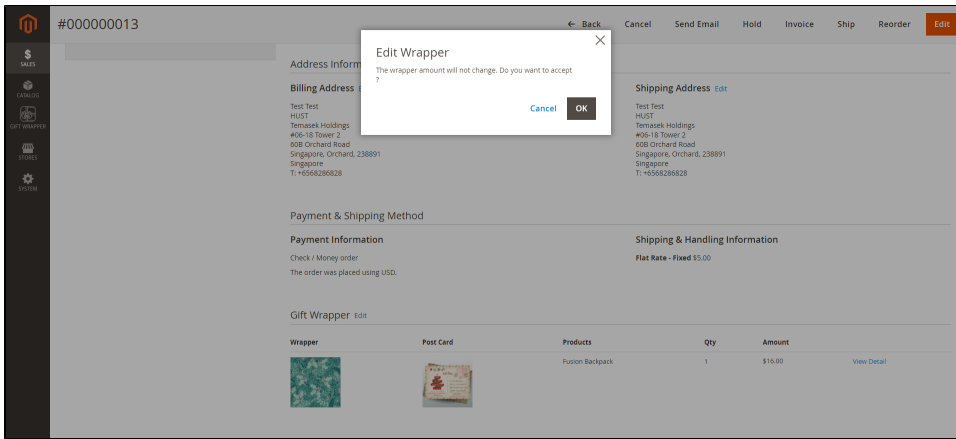 #000000013
← Back Cancel Send Email Hold Invoice Ship Reorder Edit
SALES
CATALOG
GIFT WRAPPER
STORES
SYSTEM
Edit Wrapper
The wrapper amount will not change. Do you want to accept
?
Cancel OK
Address Inform
Billing Address
Test Test
HUST
Temasek Holdings
#06-18 Tower 2
60B Orchard Road
Singapore, Orchard, 238891
Singapore
T: +6568286828
Shipping Address Edit
Test Test
HUST
Temasek Holdings
#06-18 Tower 2
60B Orchard Road
Singapore, Orchard, 238891
Singapore
T: +6568286828
Payment & Shipping Method
Payment Information
Check / Money order
The order was placed using USD.
Shipping & Handling Information
Flat Rate - Fixed $5.00
Gift Wrapper Edit
Wrapper Post Card Products Qty Amount
Fusion Backpack 1 $16.00 View Detail